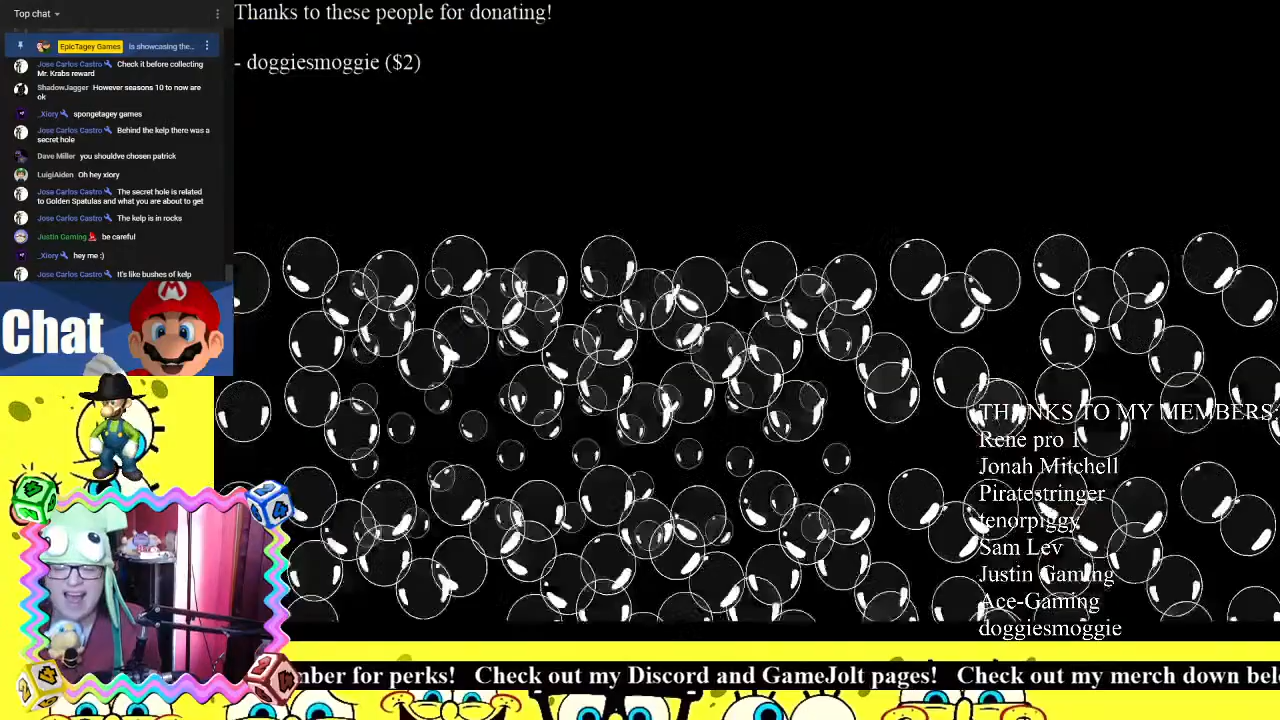 Top chat
EpicTagey Games is showcasing the...
Jose Carlos Castro Check it before collecting
Mr. Krabs reward
ShadowJagger However seasons 10 to now are
ok
_Xiory spongetagey games
Jose Carlos Castro Behind the kelp there was a
secret hole
Dave Miller you shouldve chosen patrick
LuigiAiden Oh hey xiory
Jose Carlos Castro The secret hole is related
to Golden Spatulas and what you are about to get
Jose Carlos Castro The kelp is in rocks
Justin Gaming be careful
_Xiory hey me :)
Jose Carlos Castro It's like bushes of kelp
Chat
Thanks to these people for donating!
- doggiesmoggie ($2)
THANKS TO MY MEMBERS:
Rene pro 1
Jonah Mitchell
Piratestringer
tenorpiggy
Sam Lev
Justin Gaming
Ace-Gaming
doggiesmoggie
mber for perks! Check out my Discord and GameJolt pages! Check out my merch down belo